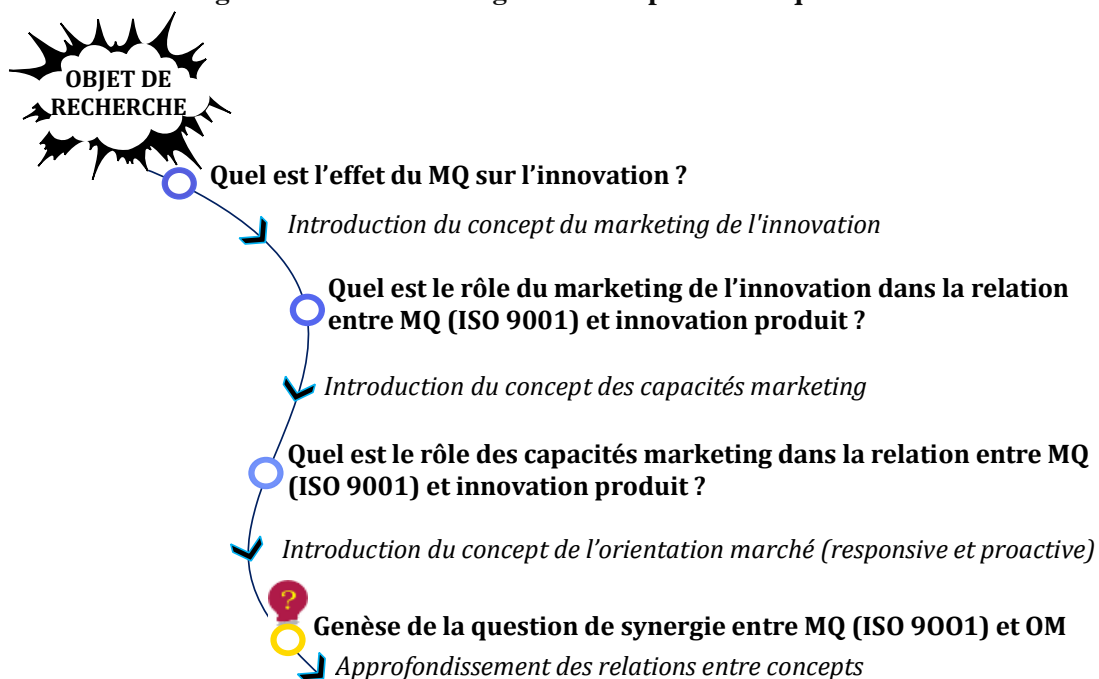 OBJET DE
RECHERCHE
Quel est l’effet du MQ sur l’innovation ?
Introduction du concept du marketing de l'innovation
Quel est le rôle du marketing de l’innovation dans la relation
entre MQ (ISO 9001) et innovation produit ?
Introduction du concept des capacités marketing
Quel est le rôle des capacités marketing dans la relation entre MQ
(ISO 9001) et innovation produit ?
Introduction du concept de l’orientation marché (responsive et proactive)
?
Genèse de la question de synergie entre MQ (ISO 9OO1) et OM
Approfondissement des relations entre concepts